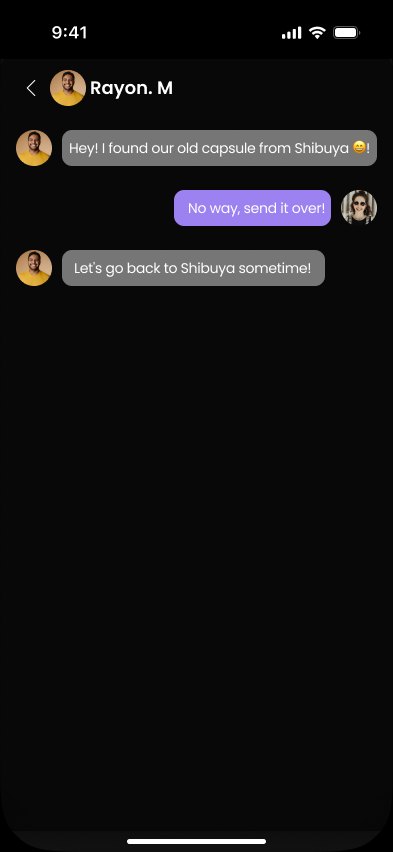 9:41
Rayon. M
Hey! I found our old capsule from Shibuya 😄!
No way, send it over!
Let's go back to Shibuya sometime!